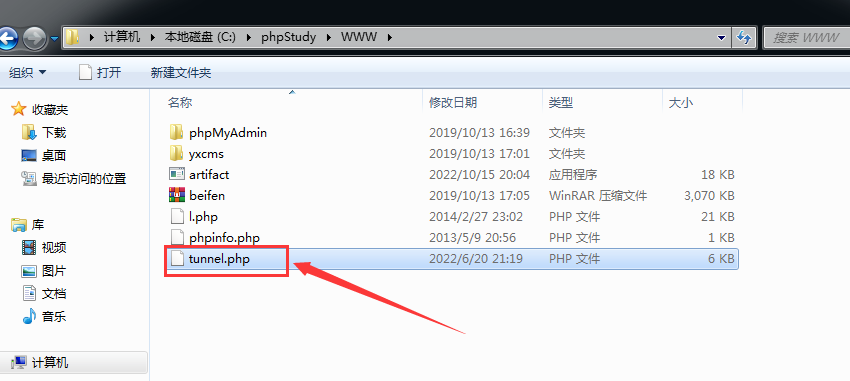 计算机 本地磁盘 (C:) phpStudy WWW 搜索 WWW
组织 打开 新建文件夹
名称 修改日期 类型 大小
收藏夹
下载
桌面
最近访问的位置
库
视频
图片
文档
音乐
计算机
phpMyAdmin 2019/10/13 16:39 文件夹
yxcms 2019/10/13 17:01 文件夹
artifact 2022/10/15 20:04 应用程序 18 KB
beifen 2019/10/13 17:05 WinRAR 压缩文件 3,070 KB
l.php 2014/2/27 23:02 PHP 文件 21 KB
phpinfo.php 2013/5/9 20:56 PHP 文件 1 KB
tunnel.php 2022/6/20 21:19 PHP 文件 6 KB